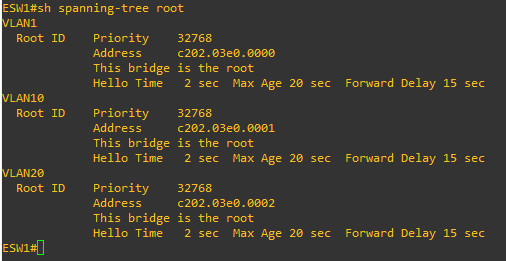 ESW1#sh spanning-tree root
VLAN1
  Root ID    Priority    32768
             Address     c202.03e0.0000
             This bridge is the root
             Hello Time   2 sec  Max Age 20 sec  Forward Delay 15 sec
VLAN10
  Root ID    Priority    32768
             Address     c202.03e0.0001
             This bridge is the root
             Hello Time   2 sec  Max Age 20 sec  Forward Delay 15 sec
VLAN20
  Root ID    Priority    32768
             Address     c202.03e0.0002
             This bridge is the root
             Hello Time   2 sec  Max Age 20 sec  Forward Delay 15 sec
ESW1#